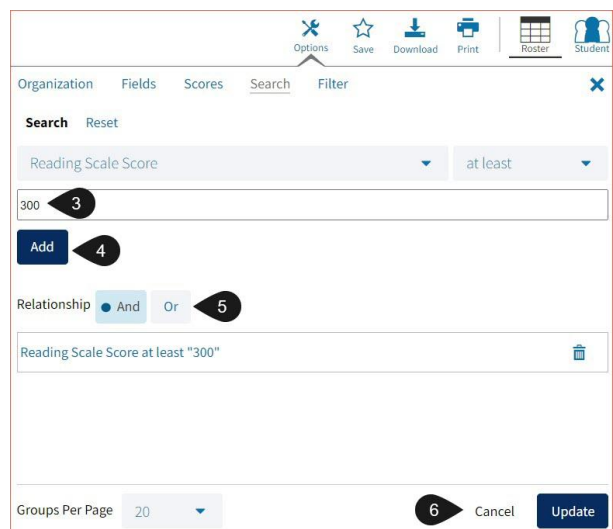 Options Save Download Print Roster Student
Organization Fields Scores Search Filter
Search Reset
Reading Scale Score at least
300 3
Add 4
Relationship And Or 5
Reading Scale Score at least "300"
Groups Per Page 20 6 Cancel Update